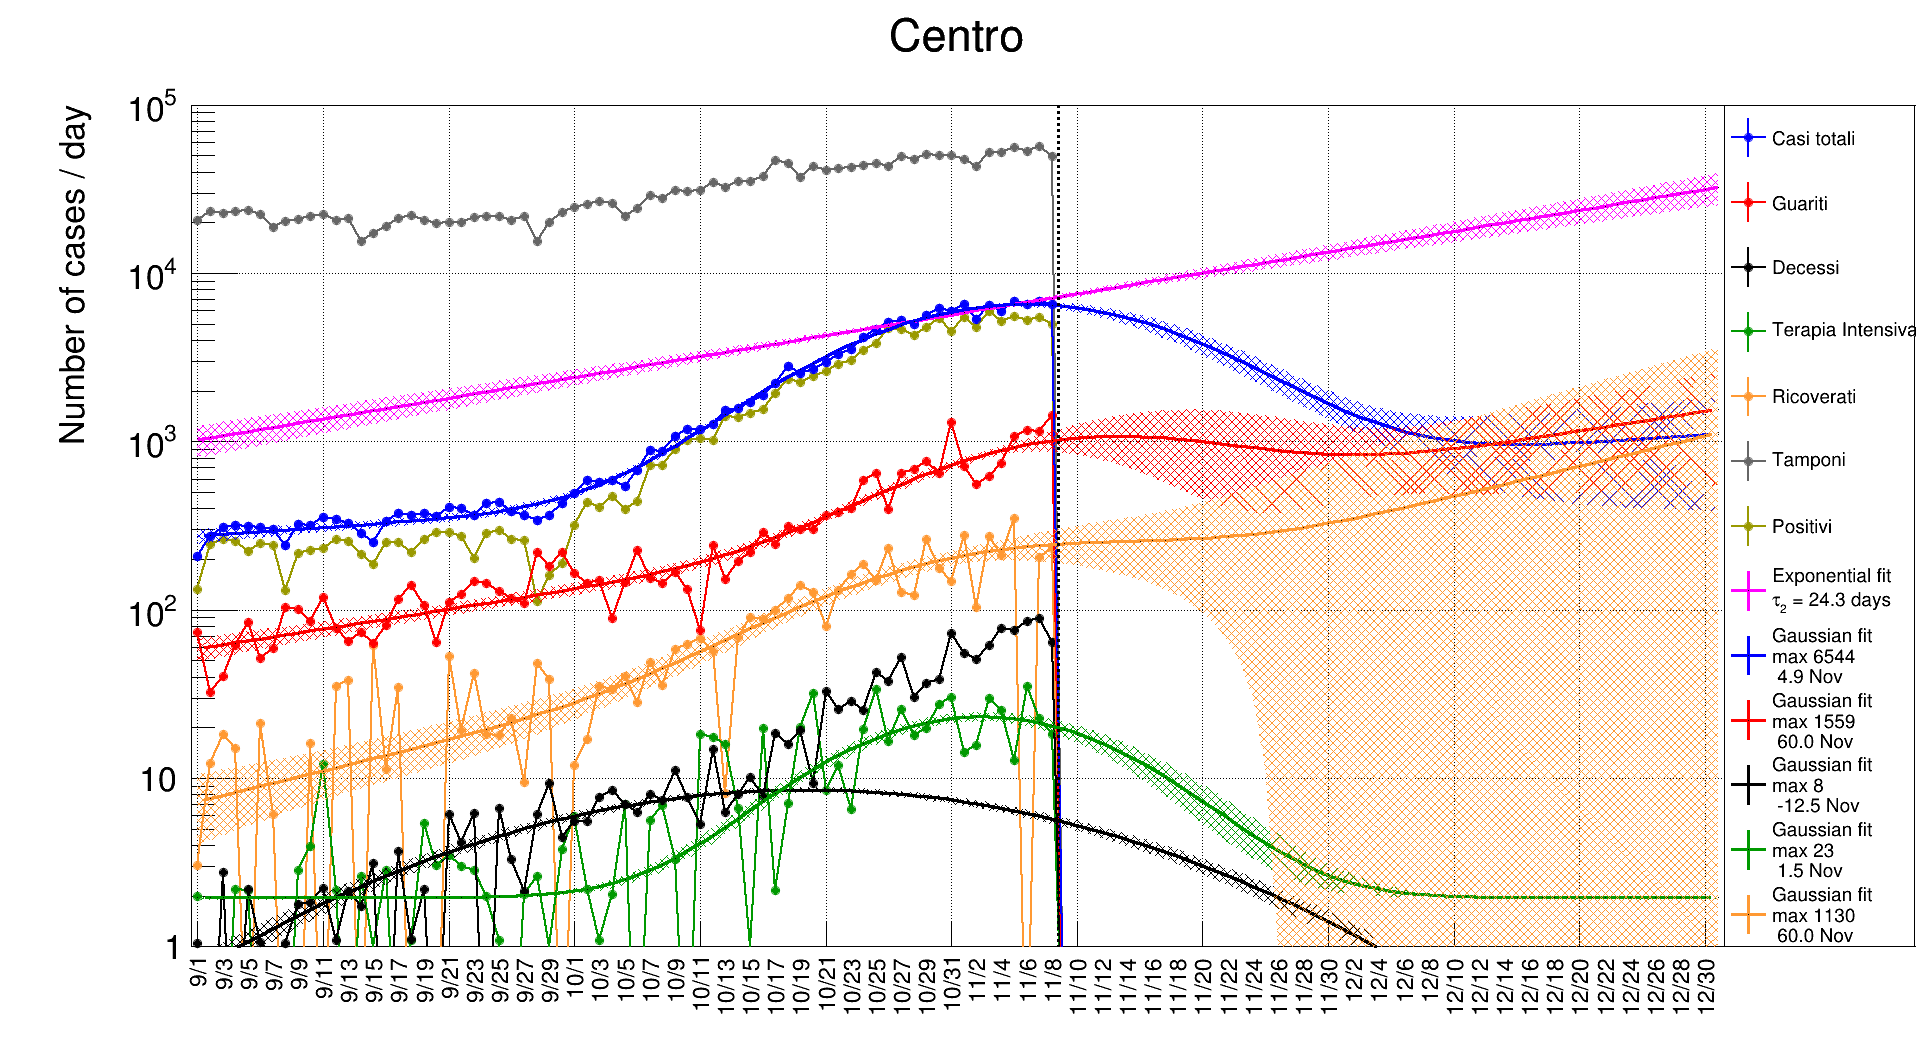 Centro
Number of cases / day
10^5
10^4
10^3
10^2
10
1
9/1 9/3 9/5 9/7 9/9 9/11 9/13 9/15 9/17 9/19 9/21 9/23 9/25 9/27 9/29 10/1 10/3 10/5 10/7 10/9 10/11 10/13 10/15 10/17 10/19 10/21 10/23 10/25 10/27 10/29 10/31 11/2 11/4 11/6 11/8 11/10 11/12 11/14 11/16 11/18 11/20 11/22 11/24 11/26 11/28 11/30 12/2 12/4 12/6 12/8 12/10 12/12 12/14 12/16 12/18 12/20 12/22 12/24 12/26 12/28 12/30
Casi totali
Guariti
Decessi
Terapia Intensiva
Ricoverati
Tamponi
Positivi
Exponential fit
τ2 = 24.3 days
Gaussian fit
max 6544
4.9 Nov
Gaussian fit
max 1559
60.0 Nov
Gaussian fit
max 8
-12.5 Nov
Gaussian fit
max 23
1.5 Nov
Gaussian fit
max 1130
60.0 Nov